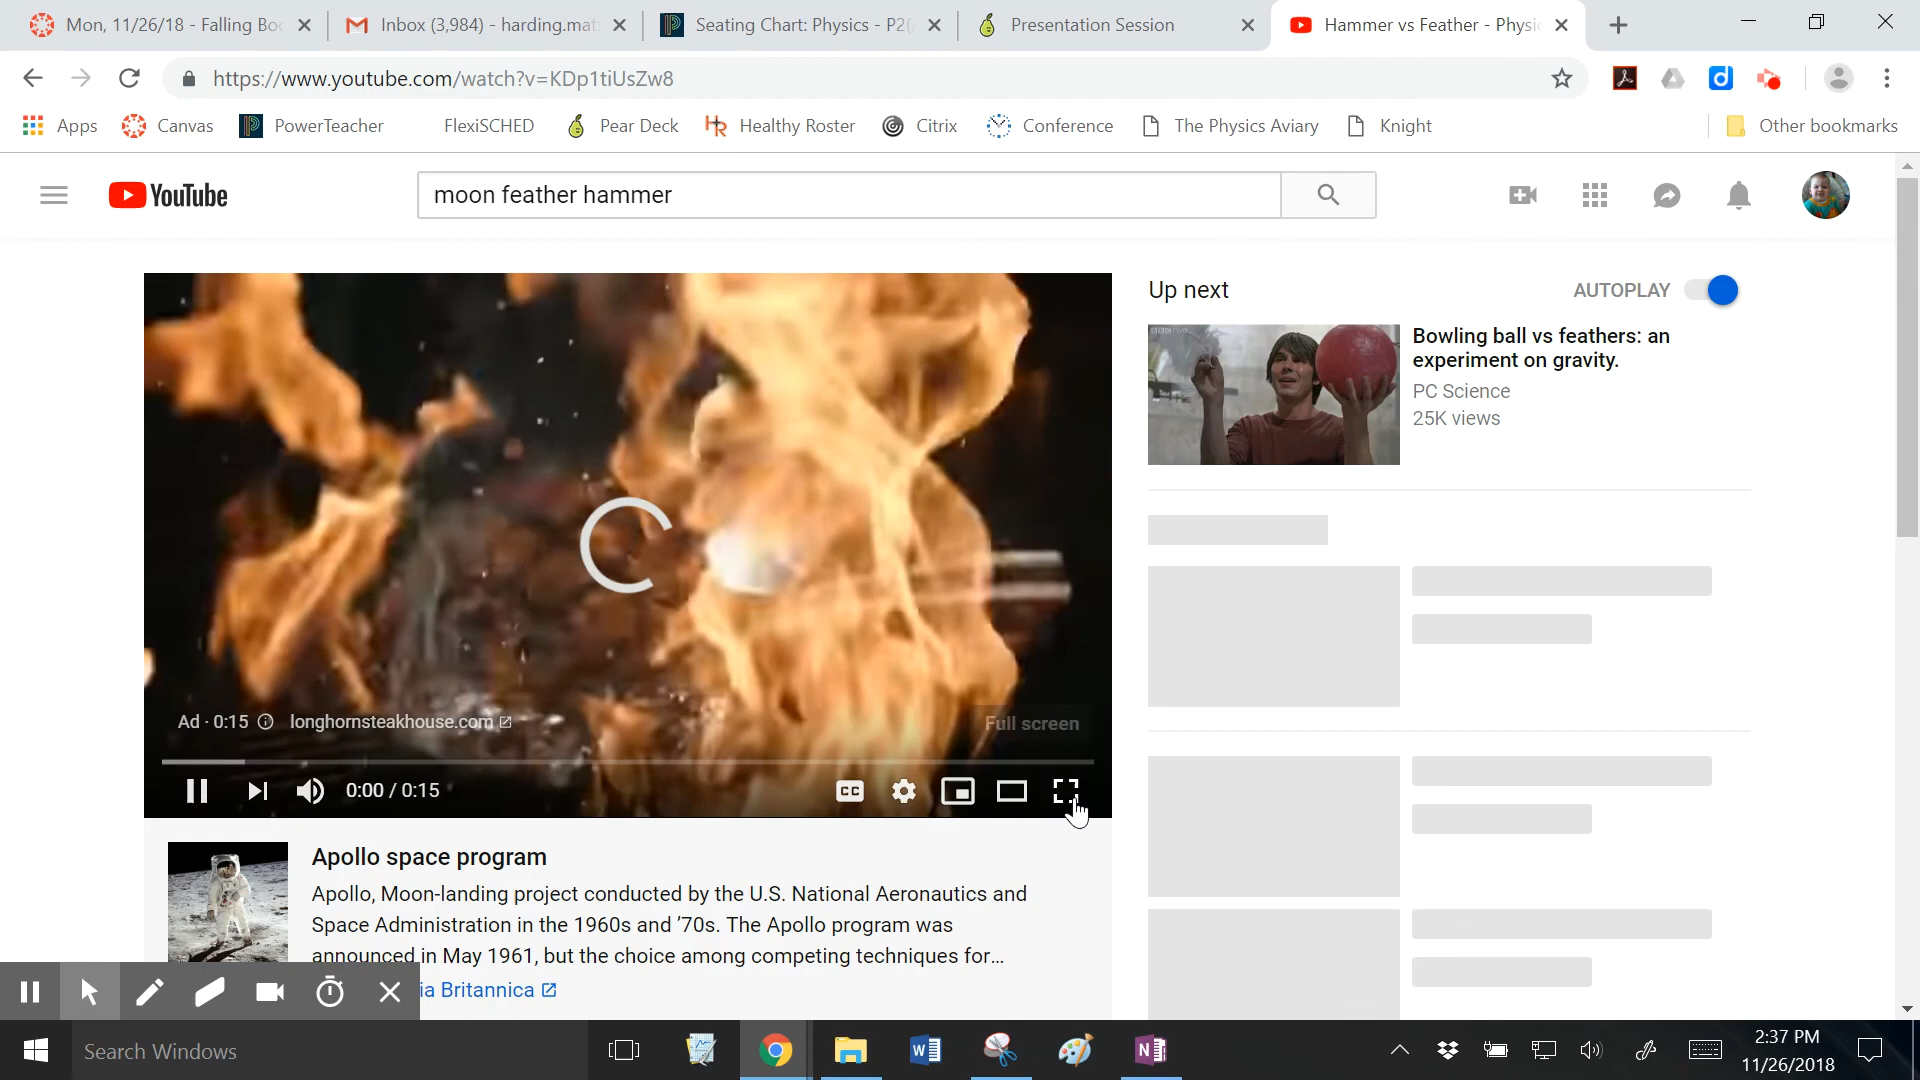 Mon, 11/26/18 - Falling Bo
Inbox (3,984) - harding.mat
Seating Chart: Physics - P2(
Presentation Session
Hammer vs Feather - Physi
https://www.youtube.com/watch?v=KDp1tiUsZw8
Apps
Canvas
PowerTeacher
FlexiSCHED
Pear Deck
Healthy Roster
Citrix
Conference
The Physics Aviary
Knight
Other bookmarks
YouTube
moon feather hammer
Up next
AUTOPLAY
Bowling ball vs feathers: an
experiment on gravity.
PC Science
25K views
Ad · 0:15
longhornsteakhouse.com
Full screen
0:00 / 0:15
CC
Apollo space program
Apollo, Moon-landing project conducted by the U.S. National Aeronautics and
Space Administration in the 1960s and ’70s. The Apollo program was
announced in May 1961, but the choice among competing techniques for...
ia Britannica
Search Windows
2:37 PM
11/26/2018